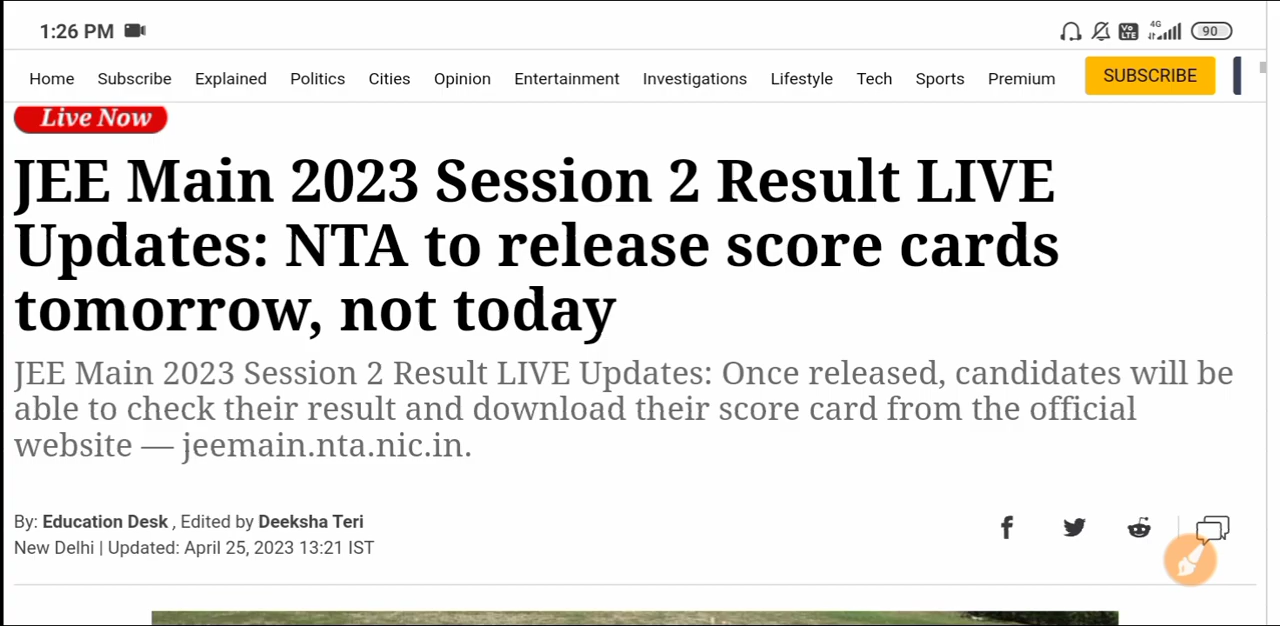 1:26 PM
Vo LTE 4G 90
Home Subscribe Explained Politics Cities Opinion Entertainment Investigations Lifestyle Tech Sports Premium SUBSCRIBE
Live Now
JEE Main 2023 Session 2 Result LIVE
Updates: NTA to release score cards
tomorrow, not today
JEE Main 2023 Session 2 Result LIVE Updates: Once released, candidates will be
able to check their result and download their score card from the official
website — jeemain.nta.nic.in.
By: Education Desk , Edited by Deeksha Teri
New Delhi | Updated: April 25, 2023 13:21 IST